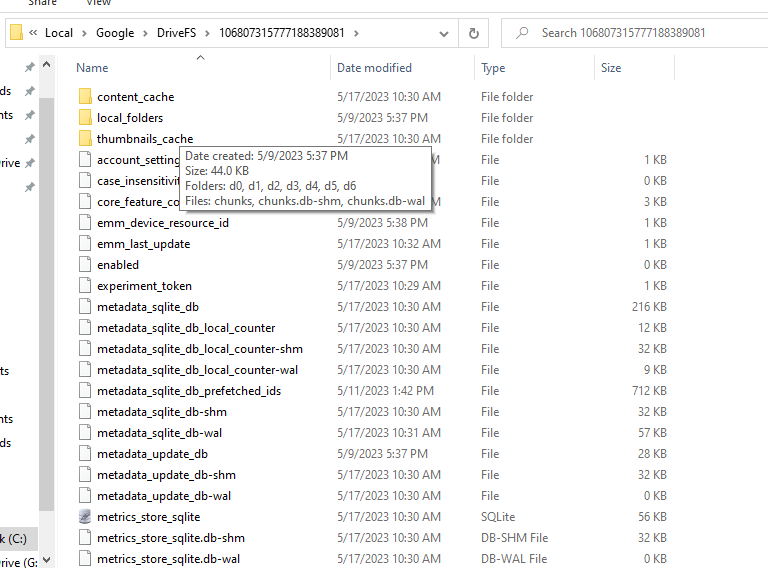 Share View
« Local > Google > DriveFS > 106807315777188389081 >
Search 106807315777188389081
Name Date modified Type Size
content_cache 5/17/2023 10:30 AM File folder
local_folders 5/9/2023 5:37 PM File folder
thumbnails_cache 5/17/2023 10:30 AM File folder
account_setting M File 1 KB
case_insensitivit File 0 KB
core_feature_co File 3 KB
Date created: 5/9/2023 5:37 PM
Size: 44.0 KB
Folders: d0, d1, d2, d3, d4, d5, d6
Files: chunks, chunks.db-shm, chunks.db-wal
emm_device_resource_id 5/9/2023 5:38 PM File 1 KB
emm_last_update 5/17/2023 10:32 AM File 1 KB
enabled 5/9/2023 5:37 PM File 0 KB
experiment_token 5/17/2023 10:29 AM File 1 KB
metadata_sqlite_db 5/17/2023 10:30 AM File 216 KB
metadata_sqlite_db_local_counter 5/17/2023 10:30 AM File 12 KB
metadata_sqlite_db_local_counter-shm 5/17/2023 10:30 AM File 32 KB
metadata_sqlite_db_local_counter-wal 5/17/2023 10:30 AM File 9 KB
metadata_sqlite_db_prefetched_ids 5/11/2023 1:42 PM File 712 KB
metadata_sqlite_db-shm 5/17/2023 10:30 AM File 32 KB
metadata_sqlite_db-wal 5/17/2023 10:31 AM File 57 KB
metadata_update_db 5/9/2023 5:37 PM File 28 KB
metadata_update_db-shm 5/17/2023 10:30 AM File 32 KB
metadata_update_db-wal 5/17/2023 10:30 AM File 0 KB
metrics_store_sqlite 5/17/2023 10:30 AM SQLite 56 KB
metrics_store_sqlite.db-shm 5/17/2023 10:30 AM DB-SHM File 32 KB
metrics_store_sqlite.db-wal 5/17/2023 10:30 AM DB-WAL File 0 KB
ds
nts
rive
ts
nts
ds
k (C:)
rive (G: